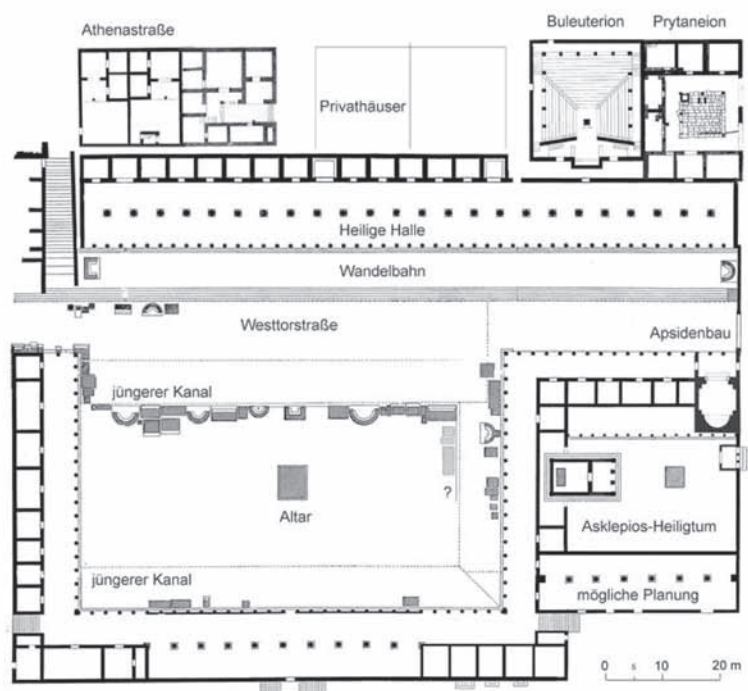 Athenastraße
Buleuterion
Prytaneion
Privathäuser
Heilige Halle
Wandelbahn
Westtorstraße
Apsidenbau
jüngerer Kanal
?
Altar
Asklepios-Heiligtum
jüngerer Kanal
mögliche Planung
0 5 10 20 m